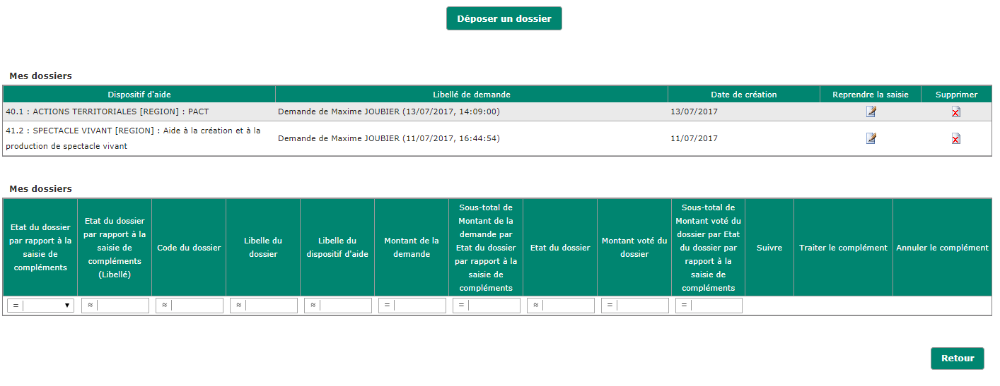 Déposer un dossier
Mes dossiers
Dispositif d'aide
Libellé de demande
Date de création
Reprendre la saisie
Supprimer
40.1 : ACTIONS TERRITORIALES [REGION] : PACT
Demande de Maxime JOUBIER (13/07/2017, 14:09:00)
13/07/2017
41.2 : SPECTACLE VIVANT [REGION] : Aide à la création et à la
production de spectacle vivant
Demande de Maxime JOUBIER (11/07/2017, 16:44:54)
11/07/2017
Mes dossiers
Etat du dossier
par rapport à la
saisie de
compléments
Etat du dossier
par rapport à la
saisie de
compléments
(Libellé)
Code du dossier
Libelle du
dossier
Libelle du
dispositif d'aide
Montant de la
demande
Sous-total de
Montant de la
demande par
Etat du dossier
par rapport à la
saisie de
compléments
Etat du dossier
Montant voté du
dossier
Sous-total de
Montant voté du
dossier par Etat
du dossier par
rapport à la
saisie de
compléments
Suivre
Traiter le complément
Annuler le complément
= ≈ ≈ ≈ ≈ = = ≈ = =
Retour